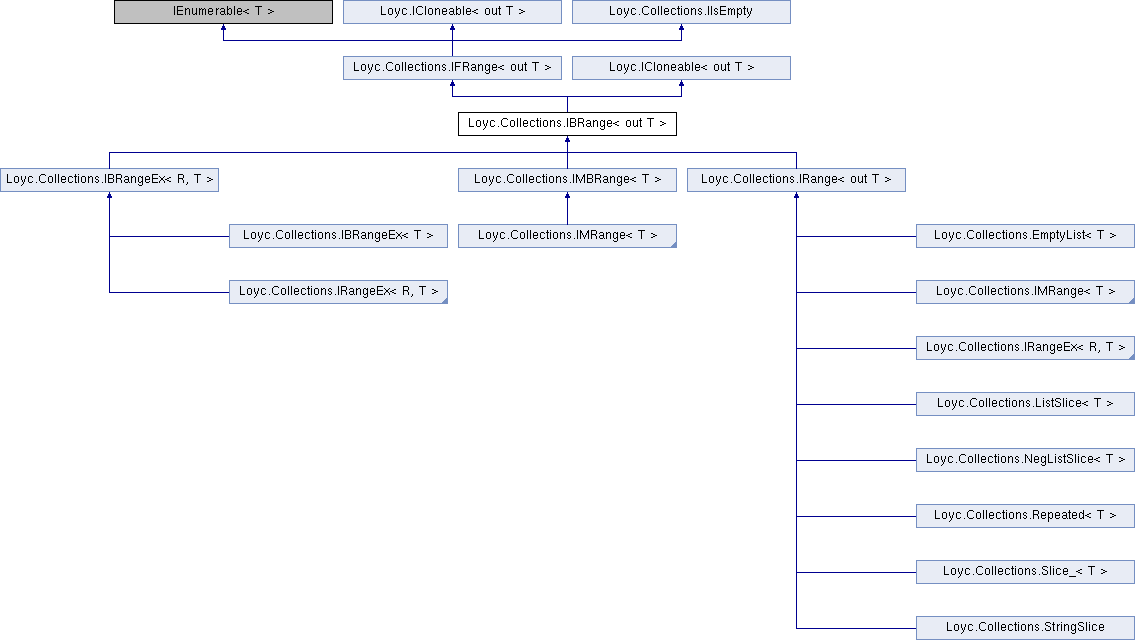 IEnumerable< T >
Loyc.ICloneable< out T >
Loyc.Collections.IIsEmpty
Loyc.Collections.IFRange< out T >
Loyc.ICloneable< out T >
Loyc.Collections.IBRange< out T >
Loyc.Collections.IBRangeEx< R, T >
Loyc.Collections.IMBRange< T >
Loyc.Collections.IRange< out T >
Loyc.Collections.IBRangeEx< T >
Loyc.Collections.IMRange< T >
Loyc.Collections.EmptyList< T >
Loyc.Collections.IRangeEx< R, T >
Loyc.Collections.IMRange< T >
Loyc.Collections.IRangeEx< R, T >
Loyc.Collections.ListSlice< T >
Loyc.Collections.NegListSlice< T >
Loyc.Collections.Repeated< T >
Loyc.Collections.Slice_< T >
Loyc.Collections.StringSlice